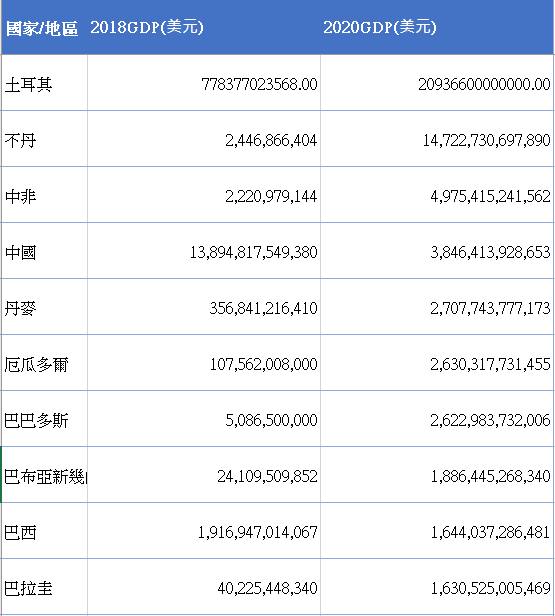 國家/地區 2018GDP(美元) 2020GDP(美元)
土耳其 778377023568.00 20936600000000.00
不丹 2,446,866,404 14,722,730,697,890
中非 2,220,979,144 4,975,415,241,562
中國 13,894,817,549,380 3,846,413,928,653
丹麥 356,841,216,410 2,707,743,777,173
厄瓜多爾 107,562,008,000 2,630,317,731,455
巴巴多斯 5,086,500,000 2,622,983,732,006
巴布亞新幾 24,109,509,852 1,886,445,268,340
巴西 1,916,947,014,067 1,644,037,286,481
巴拉圭 40,225,448,340 1,630,525,005,469